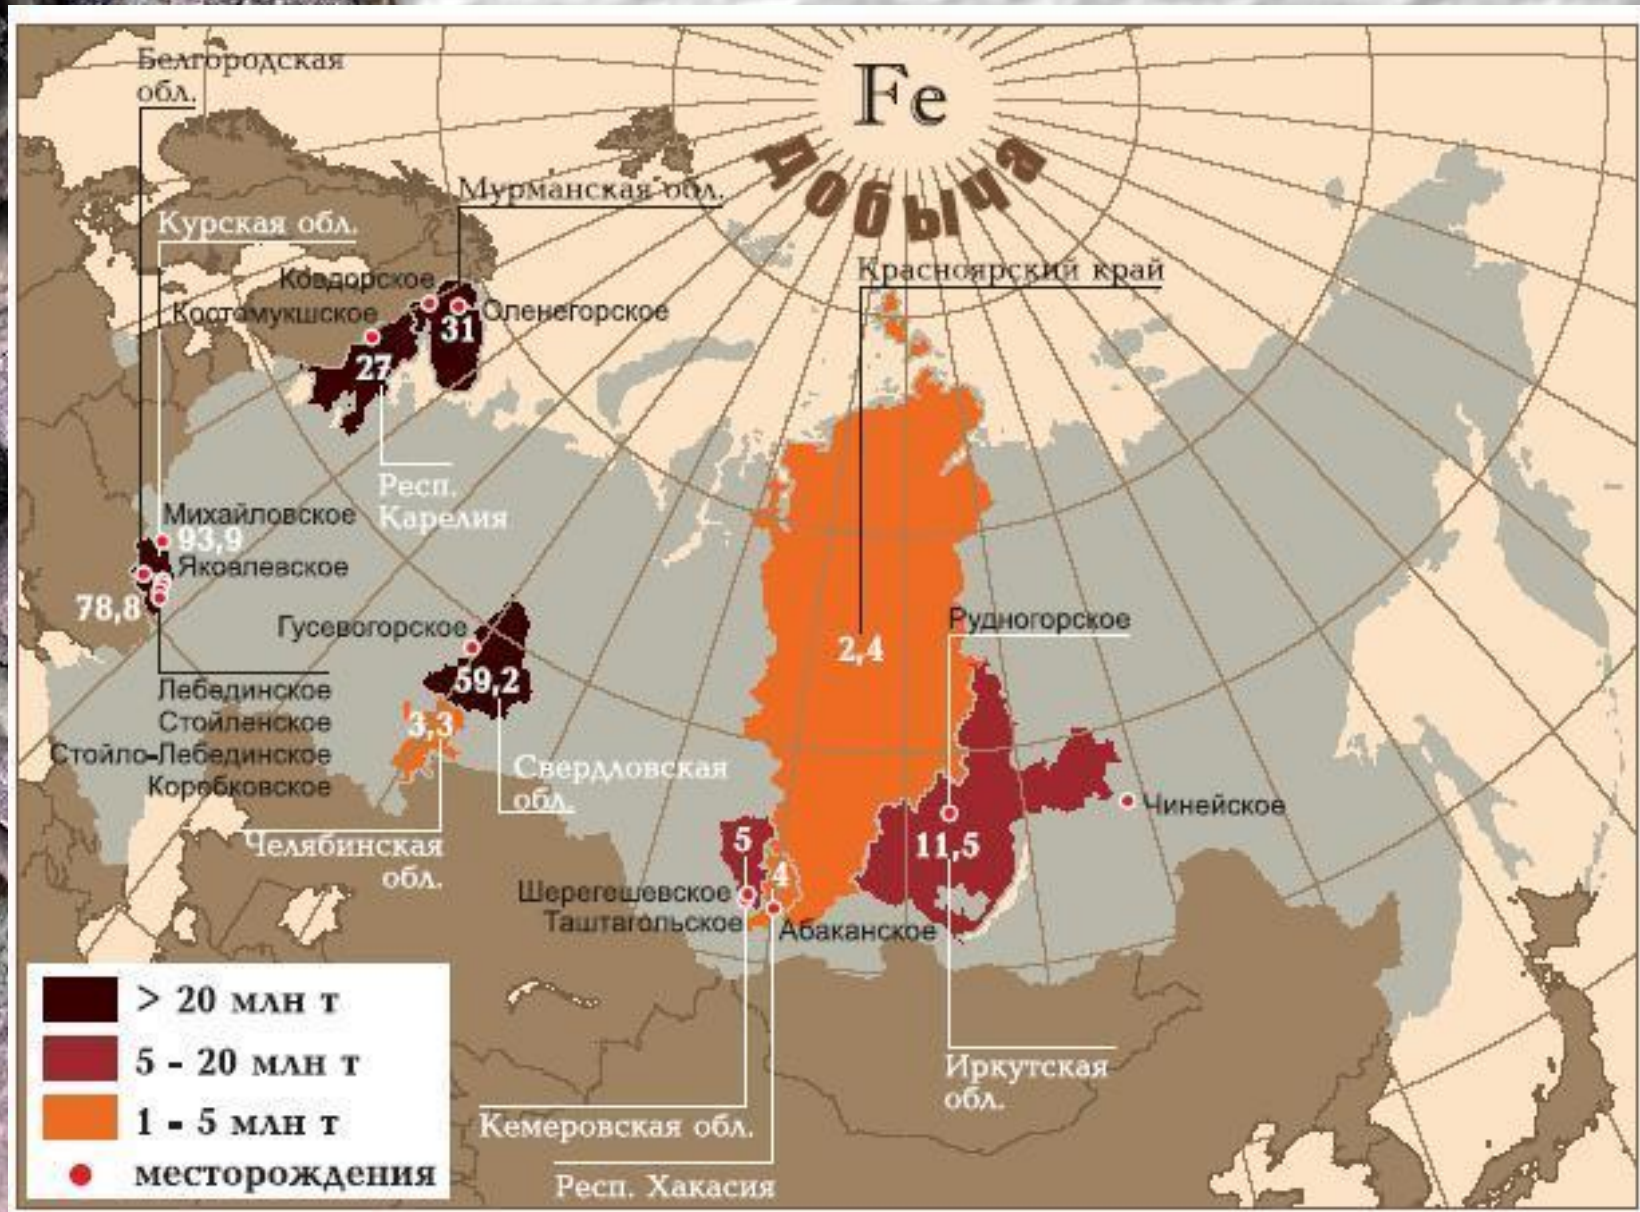 Fe
добыча
Белгородская
обл.
Мурманская обл.
Курская обл.
Ковдорское
Костомукшское
Оленегорское
31
27
Красноярский край
Респ.
Карелия
Михайловское
93,9
Яковлевское
78,8
Гусевогорское
59,2
Рудногорское
2,4
Лебединское
Стойленское
Стойло-Лебединское
Коробковское
3,3
Свердловская
обл.
Челябинская
обл.
Чинейское
5
4
11,5
Шерегешевское
Таштагольское
Абаканское
Иркутская
обл.
Кемеровская обл.
Респ. Хакасия
> 20 млн т
5 - 20 млн т
1 - 5 млн т
месторождения